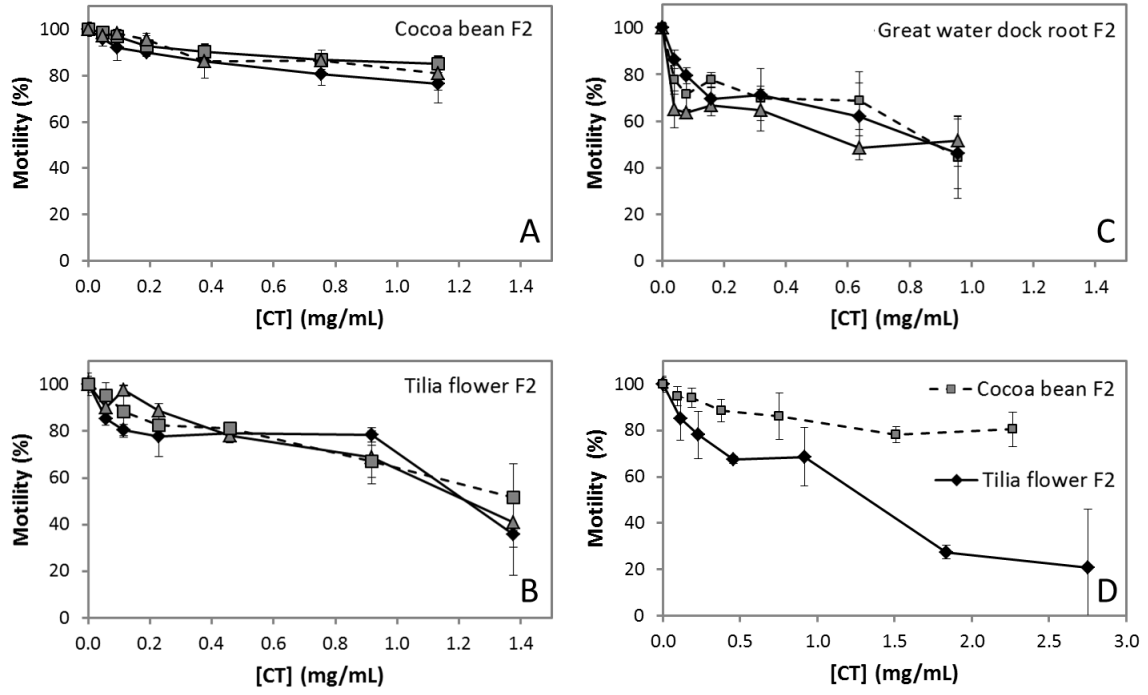 Cocoa bean F2
Motility (%)
100
80
60
40
20
0
A
0.0 0.2 0.4 0.6 0.8 1.0 1.2 1.4
[CT] (mg/mL)
Tilia flower F2
Motility (%)
100
80
60
40
20
0
B
0.0 0.2 0.4 0.6 0.8 1.0 1.2 1.4
[CT] (mg/mL)
Great water dock root F2
Motility (%)
100
80
60
40
20
0
C
0.0 0.2 0.4 0.6 0.8 1.0 1.2 1.4
[CT] (mg/mL)
Cocoa bean F2
Tilia flower F2
Motility (%)
100
80
60
40
20
0
D
0.0 0.5 1.0 1.5 2.0 2.5 3.0
[CT] (mg/mL)